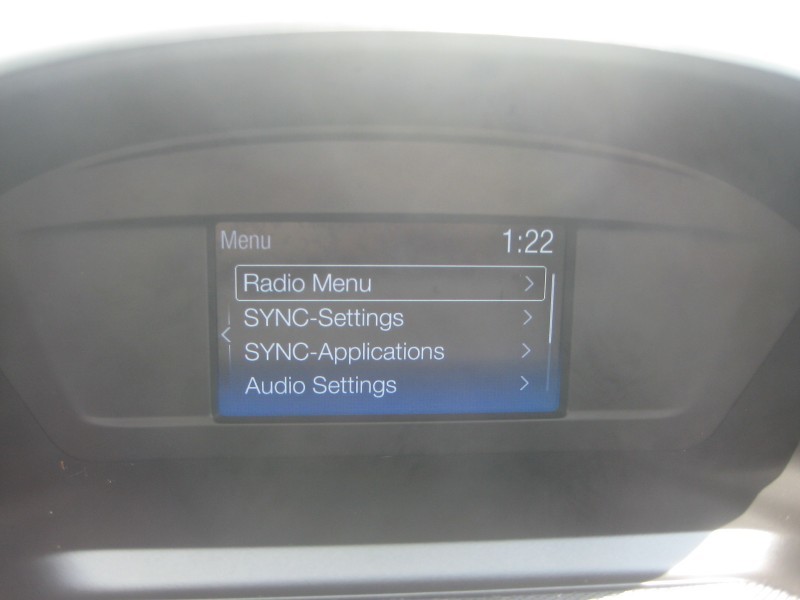 Menu 1:22
Radio Menu
SYNC-Settings
SYNC-Applications
Audio Settings